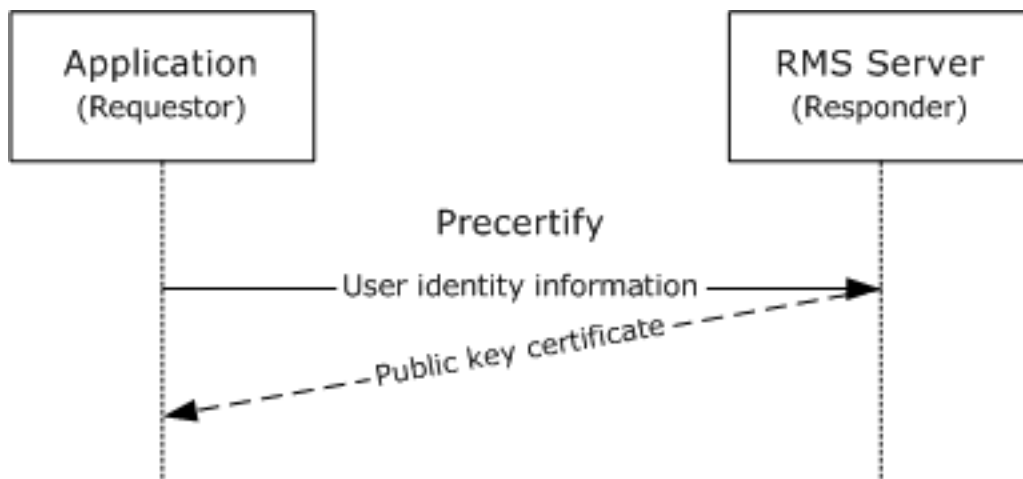 Application
(Requestor)
RMS Server
(Responder)
Precertify
User identity information
Public key certificate